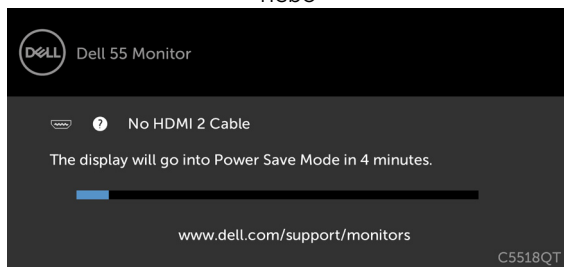 nebo
DELL
Dell 55 Monitor
? No HDMI 2 Cable
The display will go into Power Save Mode in 4 minutes.
www.dell.com/support/monitors
C5518QT